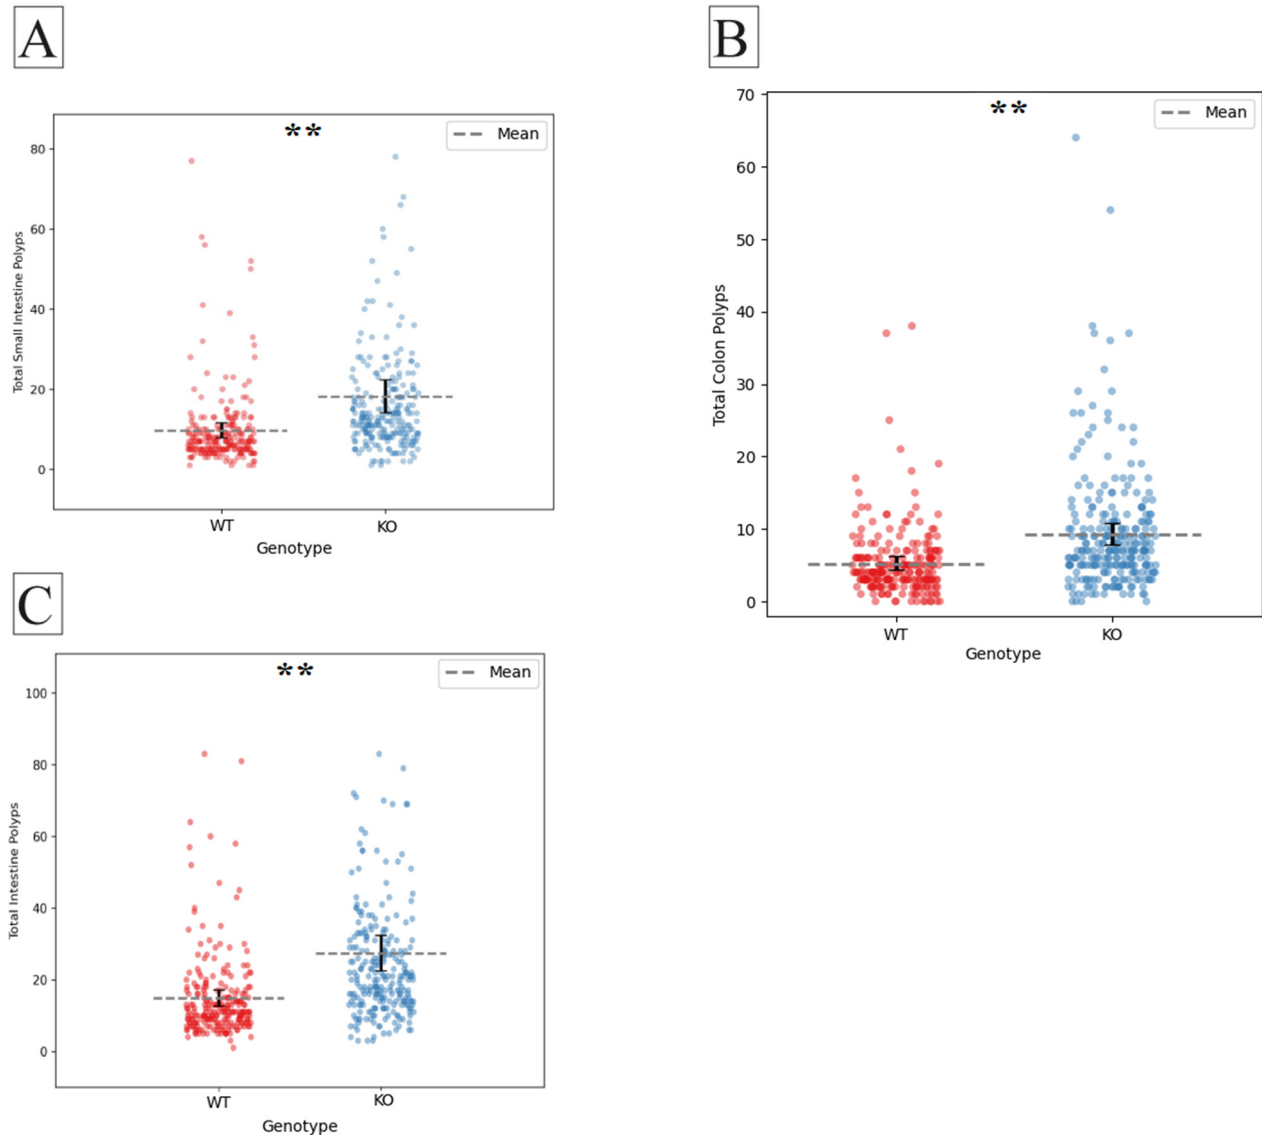 A
**
Mean
80
60
40
20
0
Total Small Intestine Polyps
WT
KO
Genotype
B
**
Mean
70
60
50
40
30
20
10
0
Total Colon Polyps
WT
KO
Genotype
C
**
Mean
100
80
60
40
20
0
Total Intestine Polyps
WT
KO
Genotype